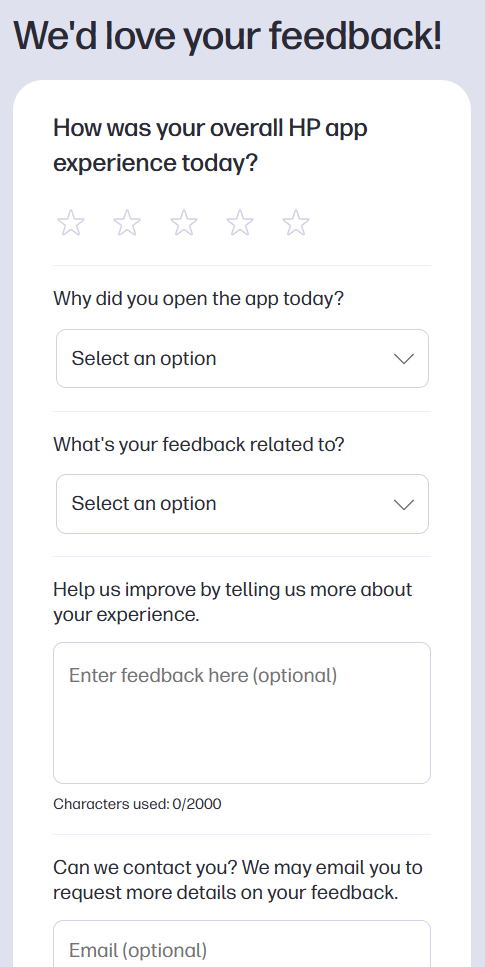 We'd love your feedback!
How was your overall HP app
experience today?
Why did you open the app today?
Select an option
What's your feedback related to?
Select an option
Help us improve by telling us more about
your experience.
Enter feedback here (optional)
Characters used: 0/2000
Can we contact you? We may email you to
request more details on your feedback.
Email (optional)